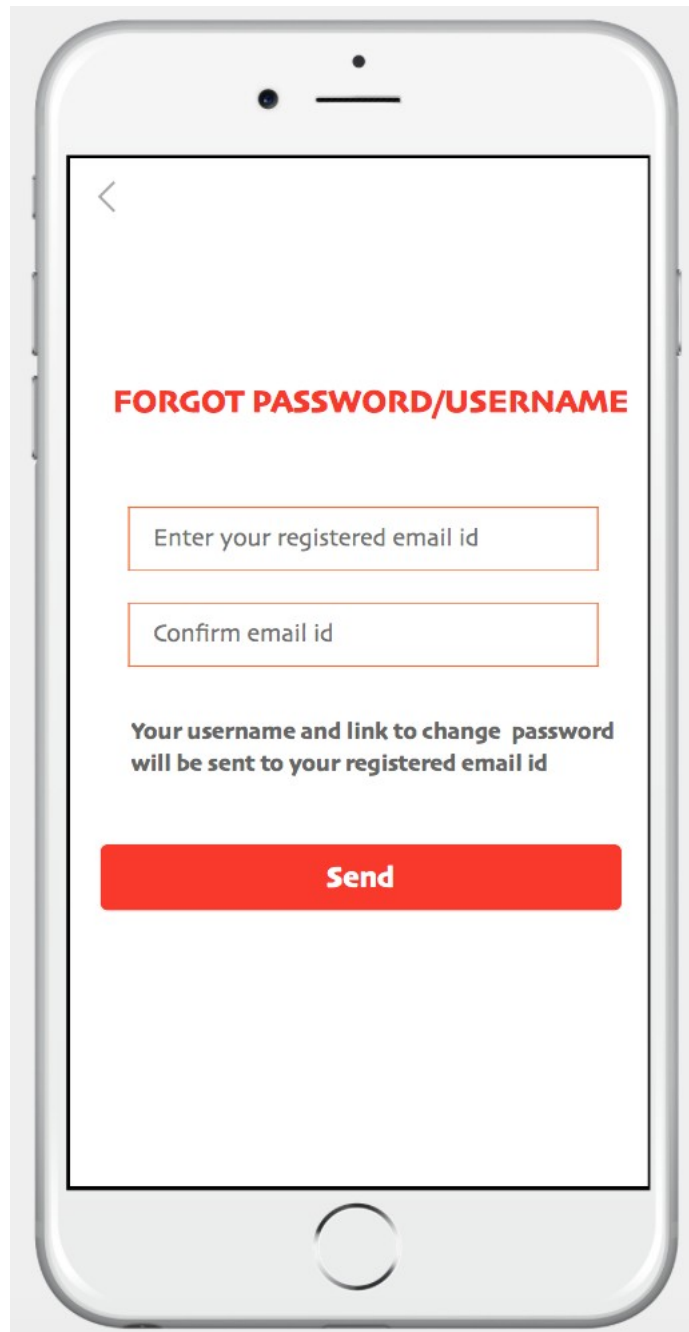 FORGOT PASSWORD/USERNAME
Enter your registered email id
Confirm email id
Your username and link to change password
will be sent to your registered email id
Send